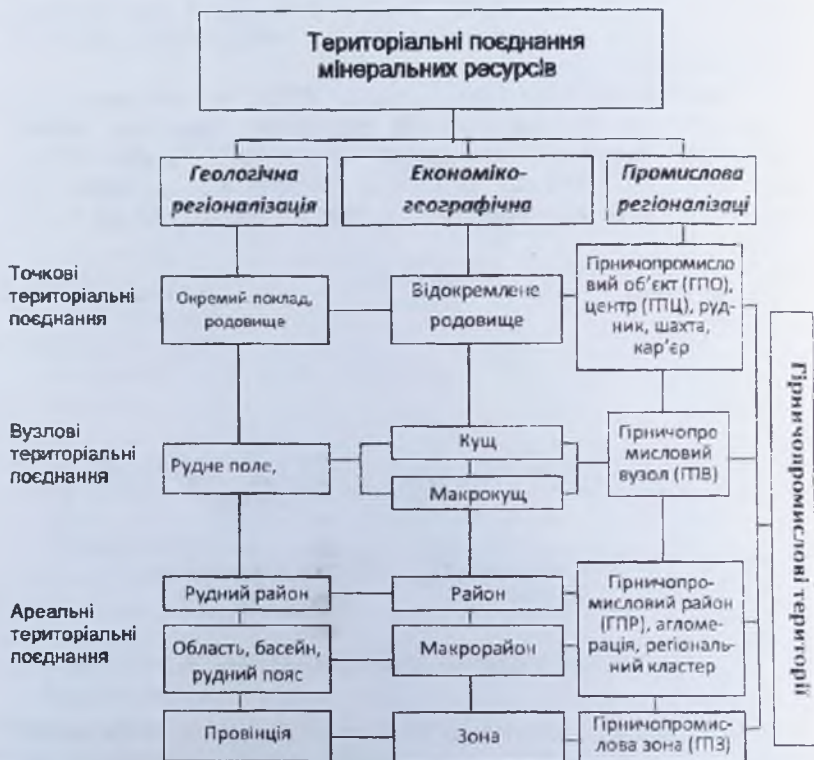 Територіальні поєднання
мінеральних ресурсів
Геологічна
регіоналізація
Економіко-
географічна
Промислова
регіоналізаці
Точкові
територіальні
поєднання
Окремий поклад,
родовище
Відокремлене
родовище
Гірничопромисло
вий об'єкт (ГПО),
центр (ГПЦ), руд-
ник, шахта,
кар'єр
Вузлові
територіальні
поєднання
Рудне поле,
Кущ
Макрокущ
Гірничопро
мисловий
вузол (ГПВ)
Ареальні
територіальні
поєднання
Рудний район
Район
Гірничопро-
мисловий район
(ГПР), агломе-
рація, регіональ-
ний кластер
Область, басейн,
рудний пояс
Макрорайон
Провінція
Зона
Гірничопромис-
лова зона (ГПЗ)
Гірничопромислові території